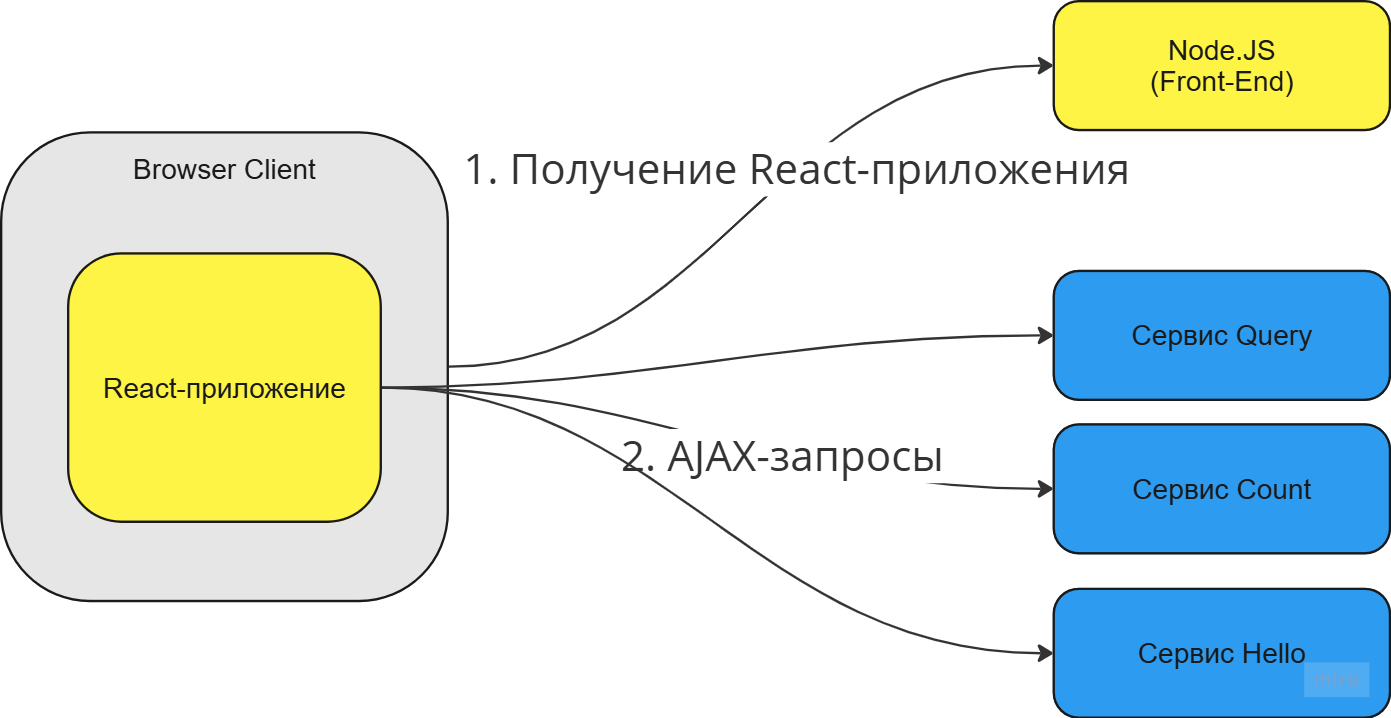 Node.JS
(Front-End)
Browser Client
1. Получение React-приложения
Сервис Query
React-приложение
2. AJAX-запросы
Сервис Count
Сервис Hello
miro